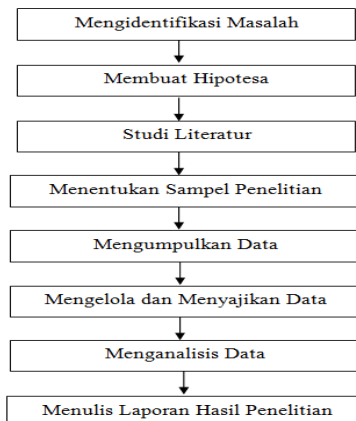 Mengidentifikasi Masalah
Membuat Hipotesa
Studi Literatur
Menentukan Sampel Penelitian
Mengumpulkan Data
Mengelola dan Menyajikan Data
Menganalisis Data
Menulis Laporan Hasil Penelitian